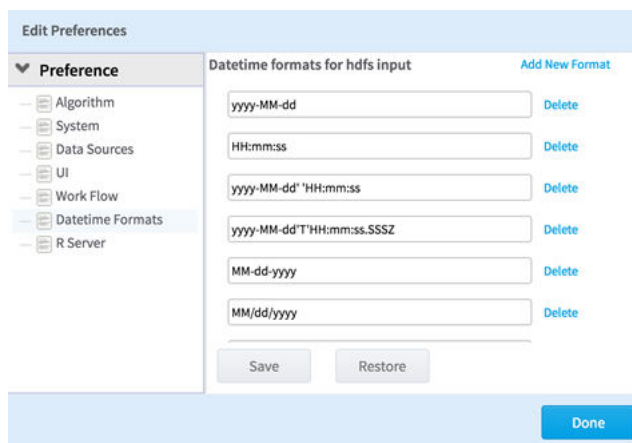 Edit Preferences
Preference
Algorithm
System
Data Sources
UI
Work Flow
Datetime Formats
R Server
Datetime formats for hdfs input Add New Format
yyyy-MM-dd Delete
HH:mm:ss Delete
yyyy-MM-dd' 'HH:mm:ss Delete
yyyy-MM-dd'T'HH:mm:ss.SSSZ Delete
MM-dd-yyyy Delete
MM/dd/yyyy Delete
Save Restore
Done